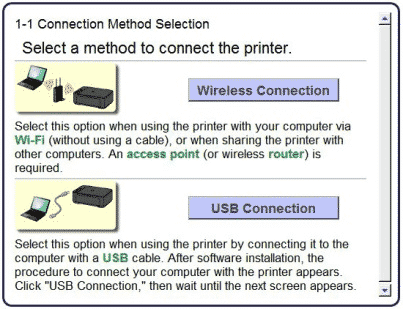 1-1 Connection Method Selection
Select a method to connect the printer.
Wireless Connection
Select this option when using the printer with your computer via
Wi-Fi (without using a cable), or when sharing the printer with
other computers. An access point (or wireless router) is
required.
USB Connection
Select this option when using the printer by connecting it to the
computer with a USB cable. After software installation, the
procedure to connect your computer with the printer appears.
Click "USB Connection," then wait until the next screen appears.